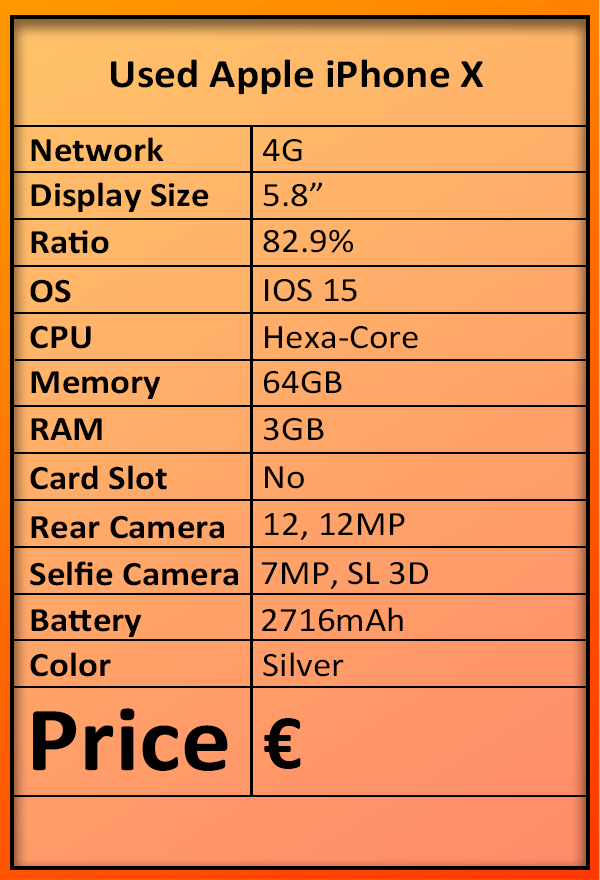 Used Apple iPhone X
Network 4G
Display Size 5.8”
Ratio 82.9%
OS IOS 15
CPU Hexa-Core
Memory 64GB
RAM 3GB
Card Slot No
Rear Camera 12, 12MP
Selfie Camera 7MP, SL 3D
Battery 2716mAh
Color Silver
Price €